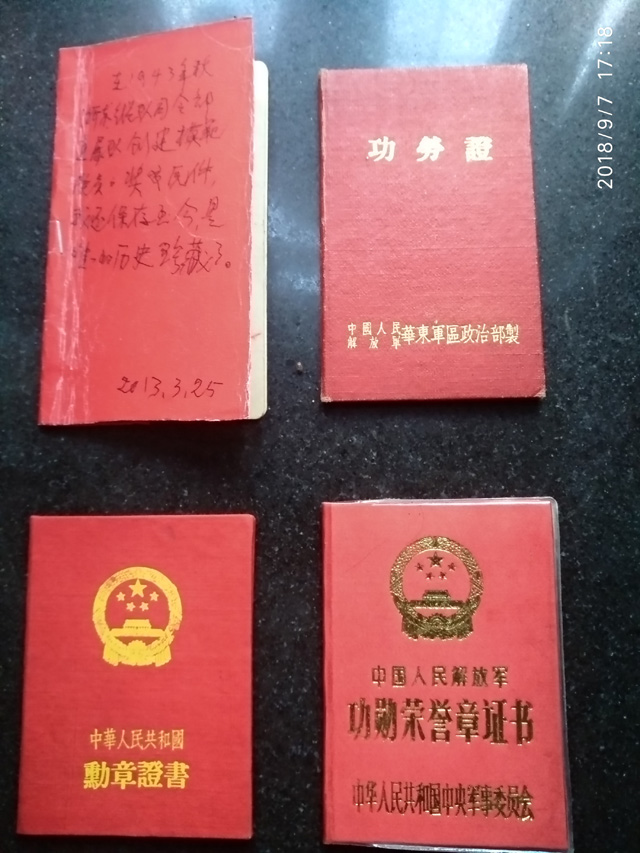 在1943年秋
浙东纵队司令部
创建模范
奖
还保存至今,是
历史珍藏了。
2013,3,25
功勞證
中國人民
解放軍
華東軍區政治部製
2018/9/7 17:18
中華人民共和國
勳章證書
中国人民解放军
功勋荣誉章证书
中华人民共和国中央军事委员会